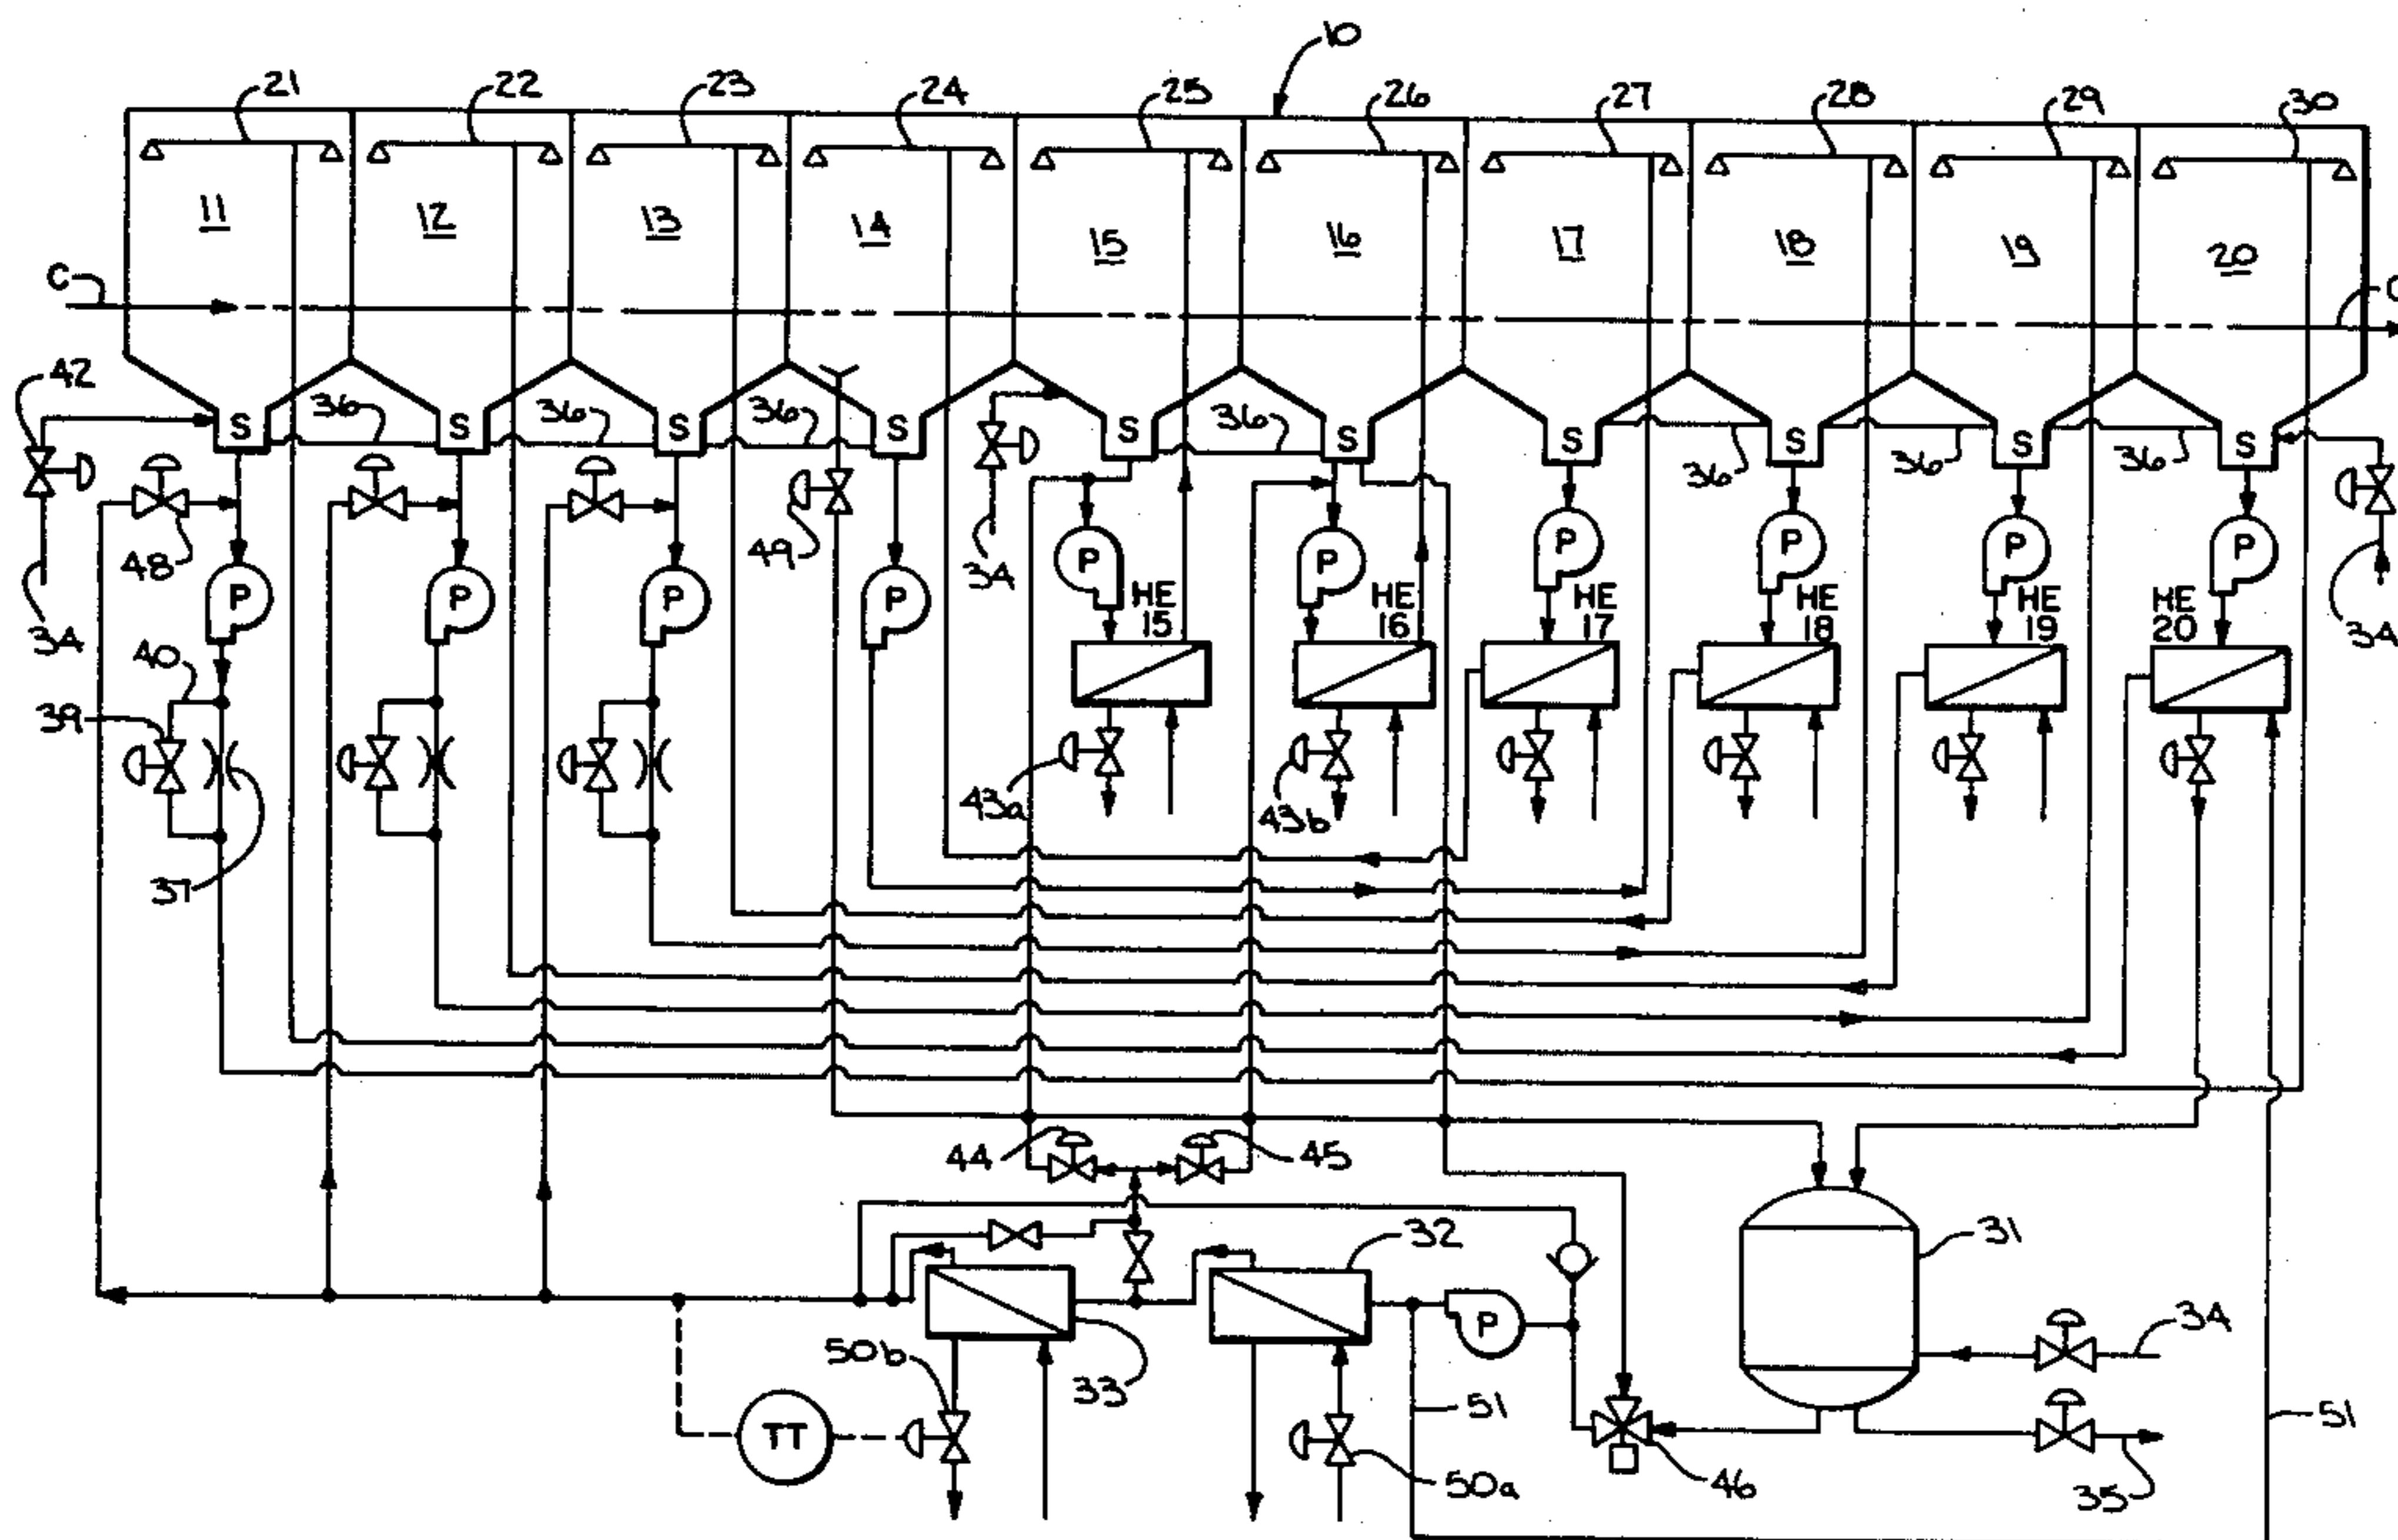 10
21 22 23 24 25 26 27 28 29 30
11 12 13 14 15 16 17 18 19 20
C
42 36 36 36 36 36 36 36
S S S S S S S S S S
48 49 34 34
P P P P P P P P P P
34 40 HE 15 HE 16 HE 17 HE 18 HE 19 HE 20
39 43a 43b
37
44 45
32 31
50b 33 34
P
TT 51 51
50a 46 35